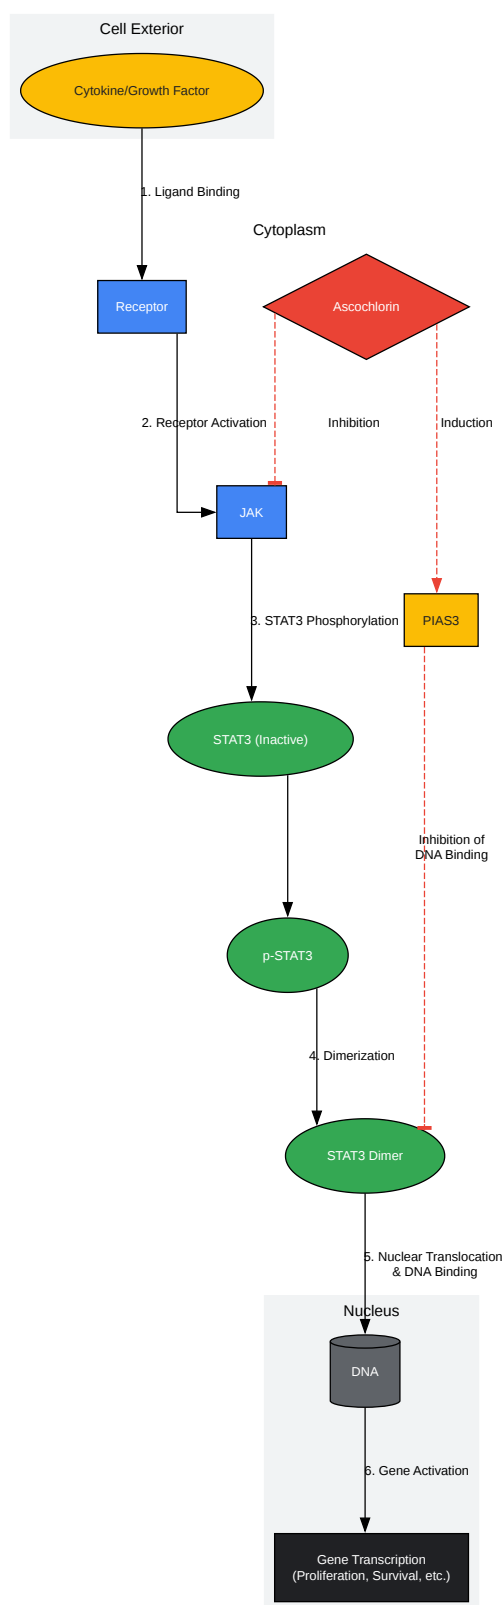 Cell Exterior
Cytokine/Growth Factor
1. Ligand Binding
Cytoplasm
Receptor
Ascochlorin
2. Receptor Activation
Inhibition
Induction
JAK
3. STAT3 Phosphorylation
PIAS3
STAT3 (Inactive)
Inhibition of
DNA Binding
p-STAT3
4. Dimerization
STAT3 Dimer
5. Nuclear Translocation
& DNA Binding
Nucleus
DNA
6. Gene Activation
Gene Transcription
(Proliferation, Survival, etc.)